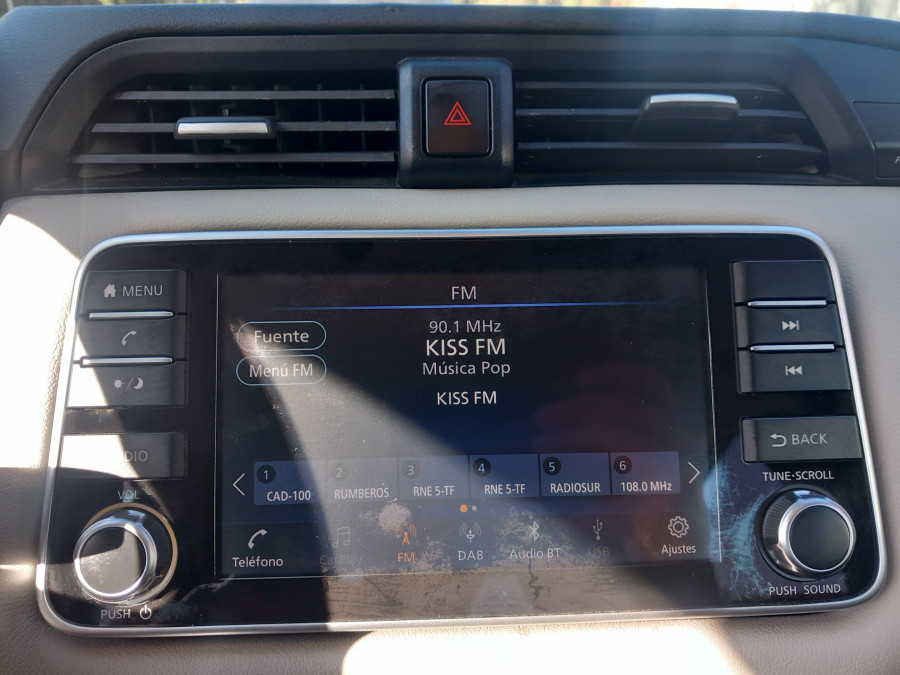 MENU
FM
Fuente
90.1 MHz
KISS FM
Menú FM
Música Pop
KISS FM
BACK
TUNE·SCROLL
VOL
1
CAD-100
2
RUMBEROS
3
RNE 5-TF
4
RNE 5-TF
5
RADIOSUR
6
108.0 MHz
Teléfono
FM
DAB
Audio BT
USB
Ajustes
PUSH
PUSH SOUND